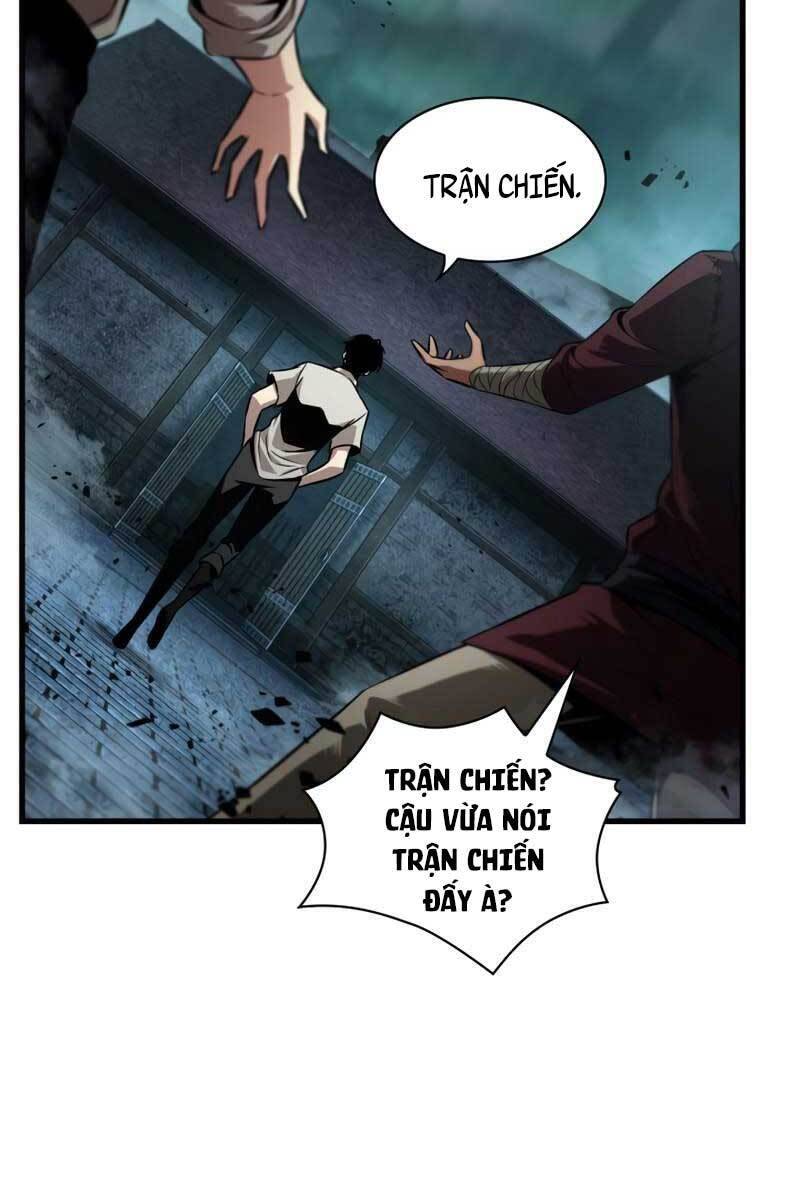 TRẬN CHIẾN.
TRẬN CHIẾN?
CẬU VỪA NÓI
TRẬN CHIẾN
ĐẤY À?